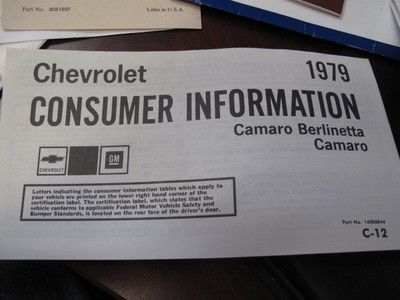 Part No. 2051237
Litho in U.S.A.
Chevrolet 1979
CONSUMER INFORMATION
Camaro Berlinetta
Camaro
CHEVROLET
GM
Letters indicating the consumer information tables which apply to
your vehicle are printed on the lower right hand corner of the
certification label. The certification label, which states that the
vehicle conforms to applicable Federal Motor Vehicle Safety and
Bumper Standards, is located on the rear face of the driver's door.
Part No. 14006844
C-12